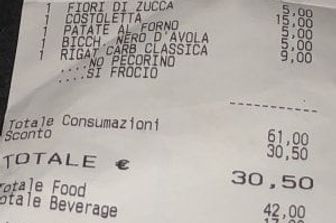 1 FIORI DI ZUCCA 5,00
1 COSTOLETTA 15,00
1 PATATE AL FORNO 5,00
1 BICCH. NERO D'AVOLA 5,00
1 RIGAT CARB CLASSICA 9,00
....NO PECORINO
....SI FROCIO
Totale Consumazioni 61,00
Sconto 30,50
TOTALE € 30,50
otale Food 42,00
otale Beverage